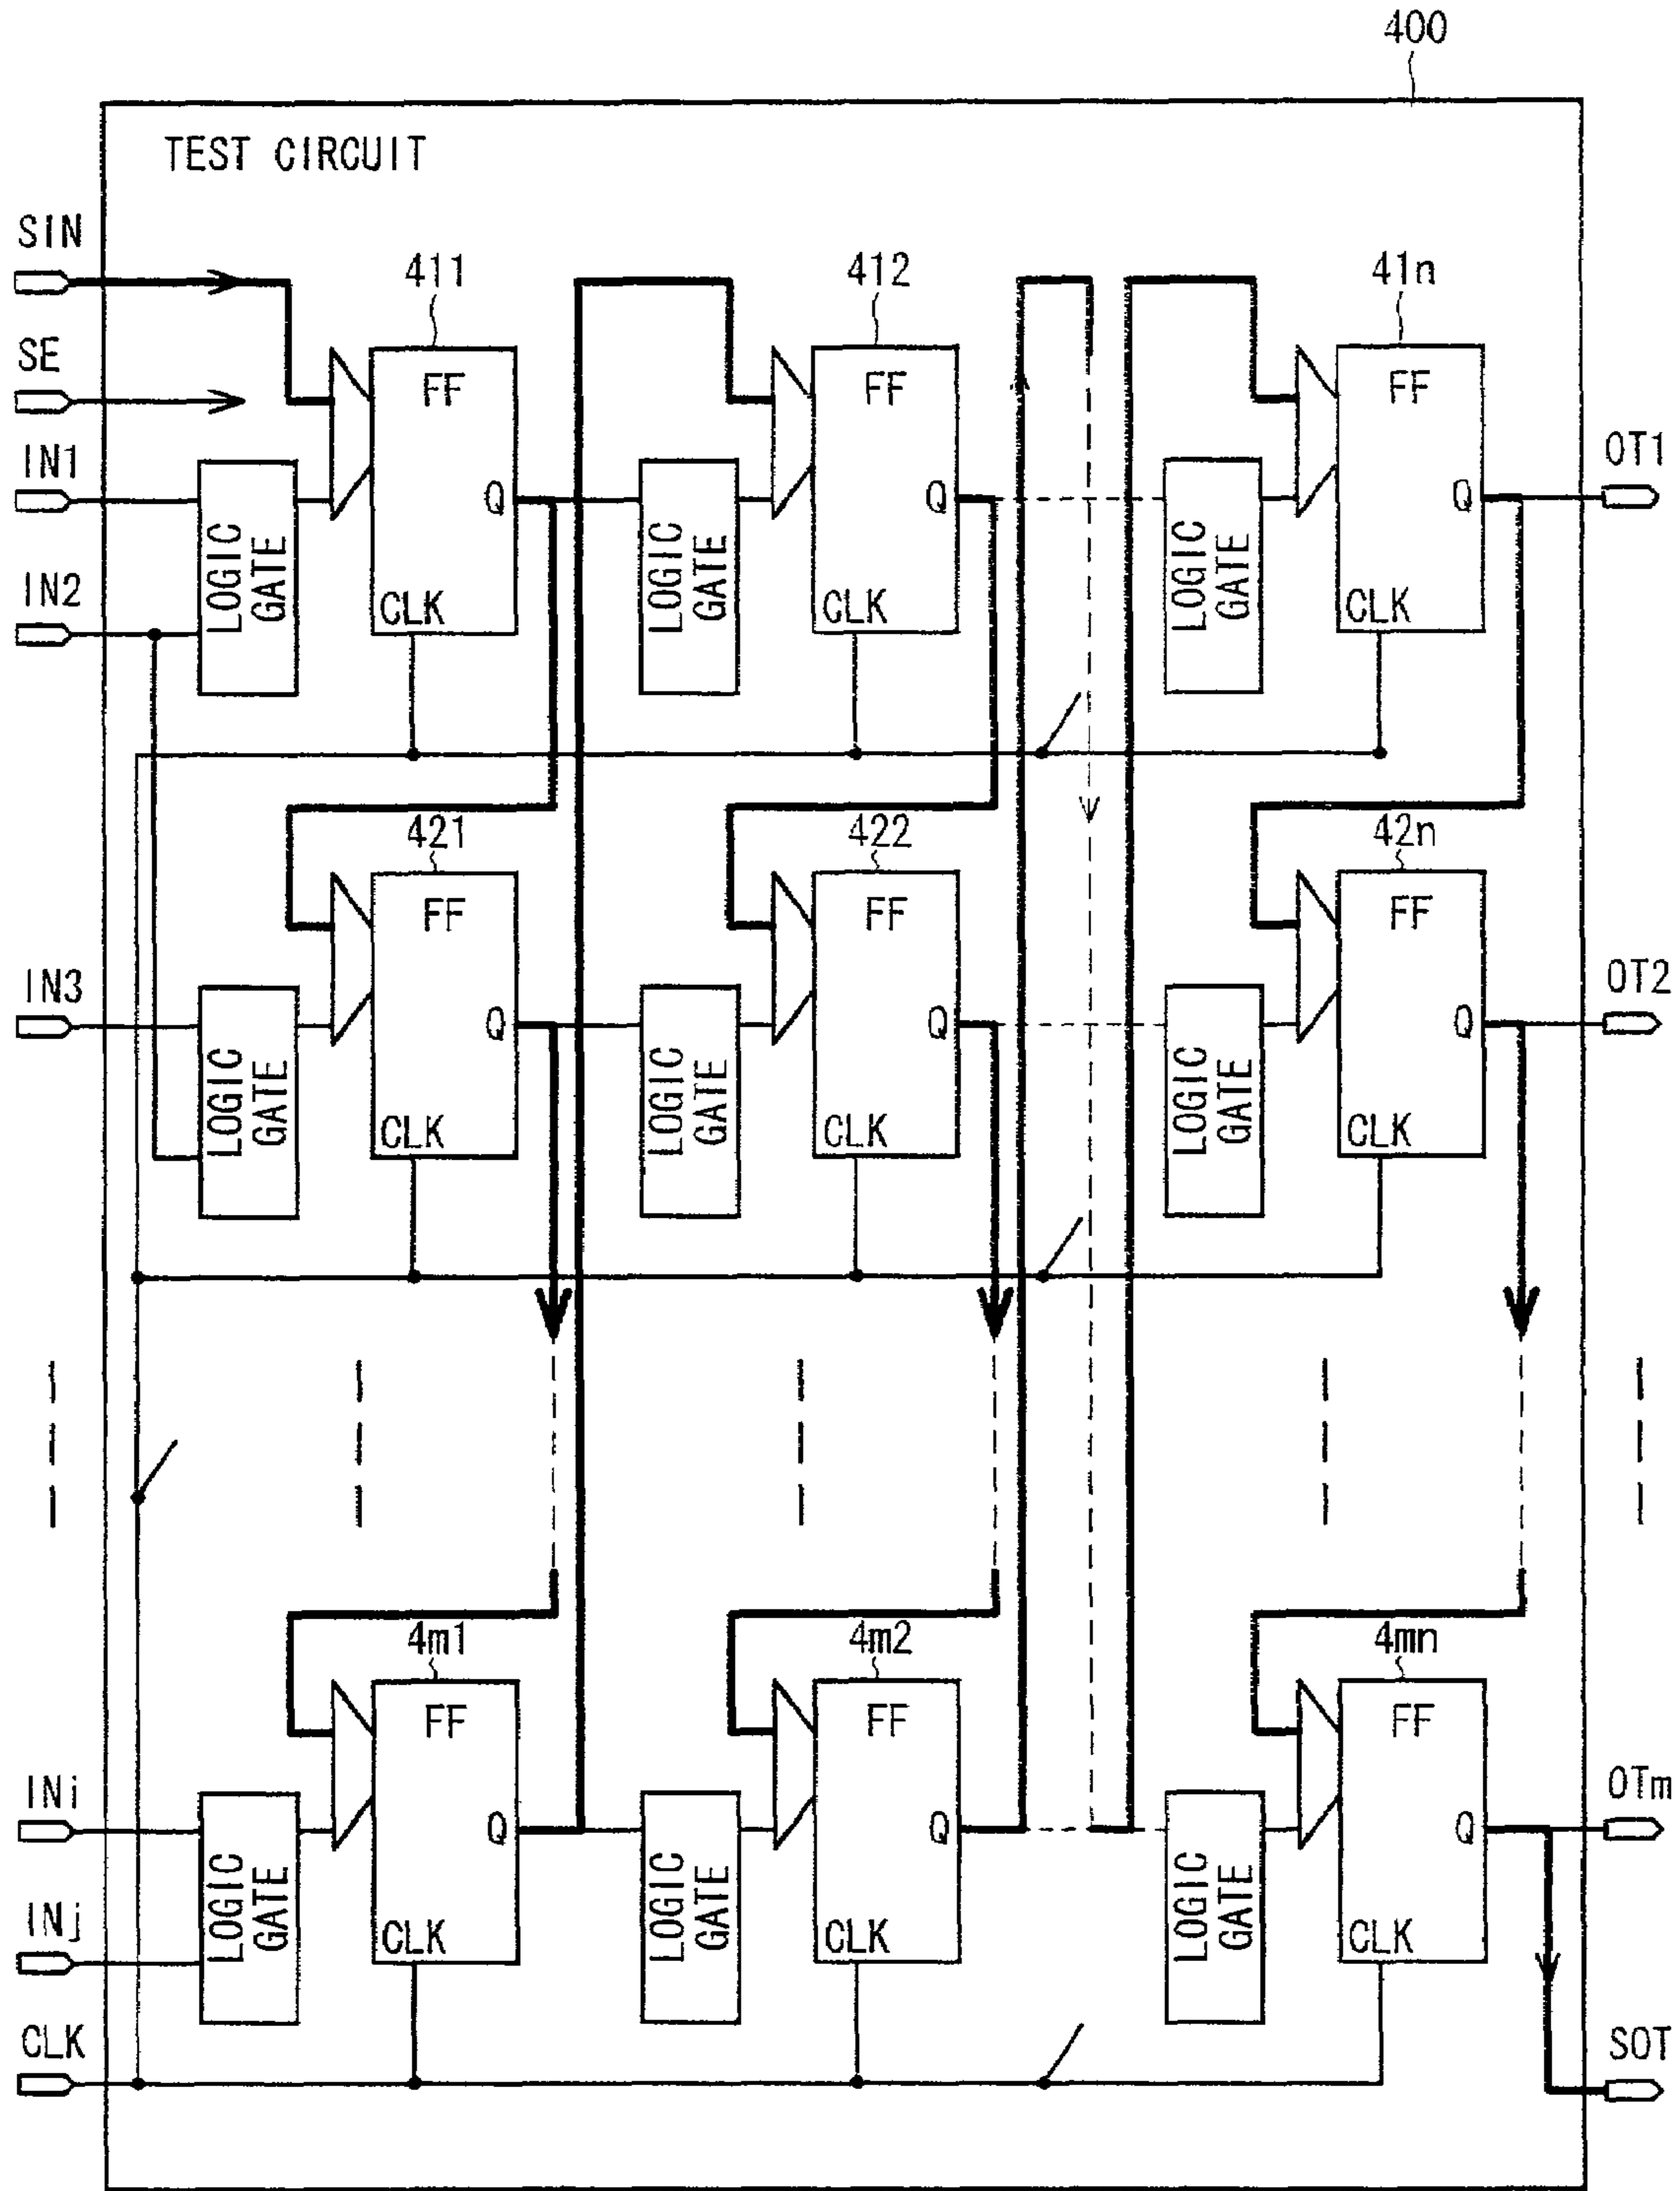 400
TEST CIRCUIT
SIN
411
412
41n
SE
FF
FF
FF
IN1
OT1
Q
Q
Q
LOGIC GATE
LOGIC GATE
LOGIC GATE
IN2
CLK
CLK
CLK
421
422
42n
FF
FF
FF
IN3
OT2
Q
Q
Q
LOGIC GATE
LOGIC GATE
LOGIC GATE
CLK
CLK
CLK
4m1
4m2
4mn
FF
FF
FF
INi
OTm
Q
Q
Q
LOGIC GATE
LOGIC GATE
LOGIC GATE
INj
CLK
CLK
CLK
CLK
SOT